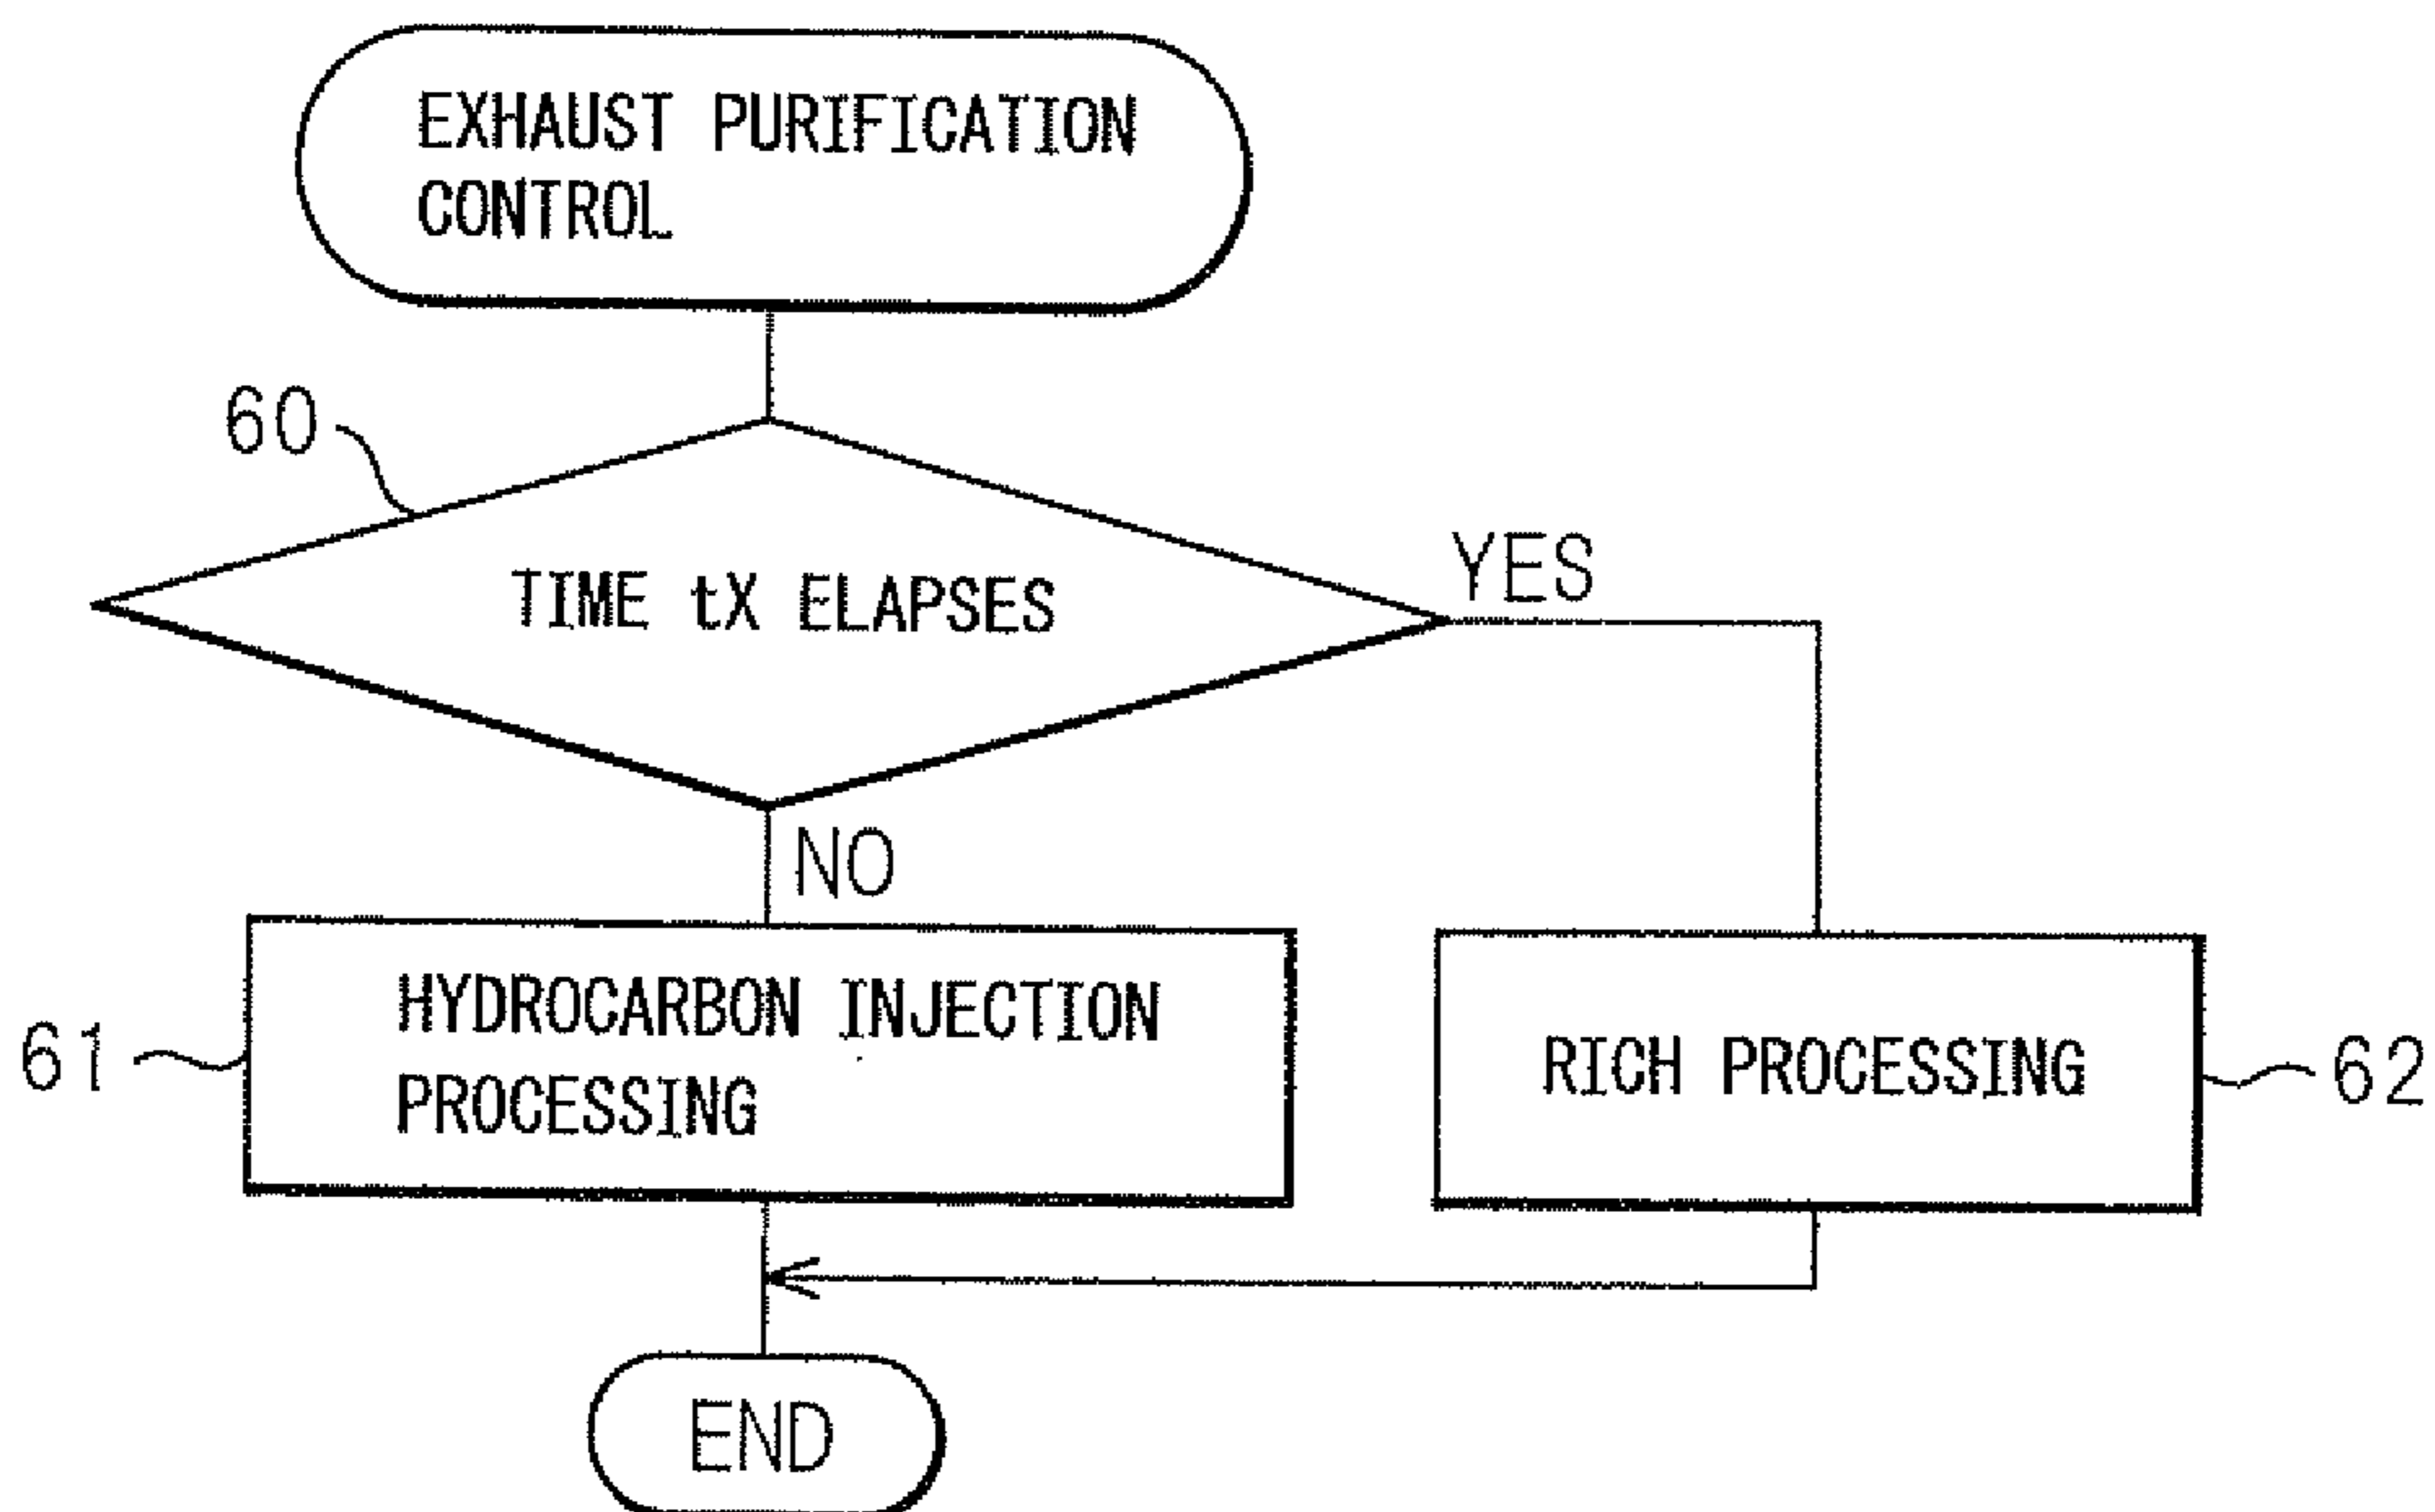 EXHAUST PURIFICATION
CONTROL
60
TIME tX ELAPSES
YES
NO
HYDROCARBON INJECTION
PROCESSING
61
RICH PROCESSING
62
END